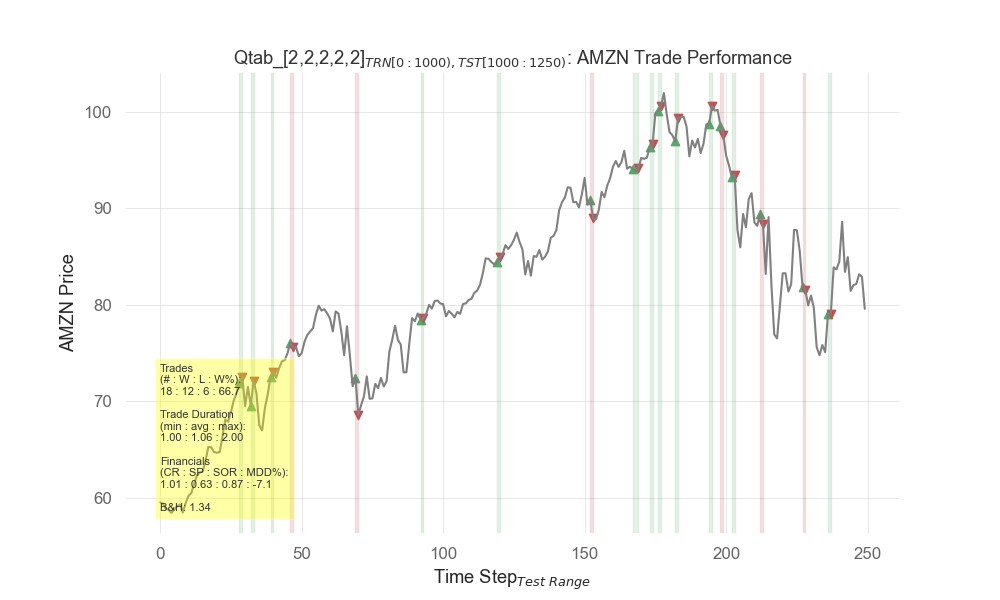 Qtab_[2,2,2,2,2]TRN[0 : 1000), TST[1000 : 1250): AMZN Trade Performance
AMZN Price
100
90
80
70
60
Trades
(# : W : L : W%):
18 : 12 : 6 : 66.7
Trade Duration
(min : avg : max):
1.00 : 1.06 : 2.00
Financials
(CR : SP : SOR : MDD%):
1.01 : 0.63 : 0.87 : -7.1
B&H: 1.34
0 50 100 150 200 250
Time StepTest Range